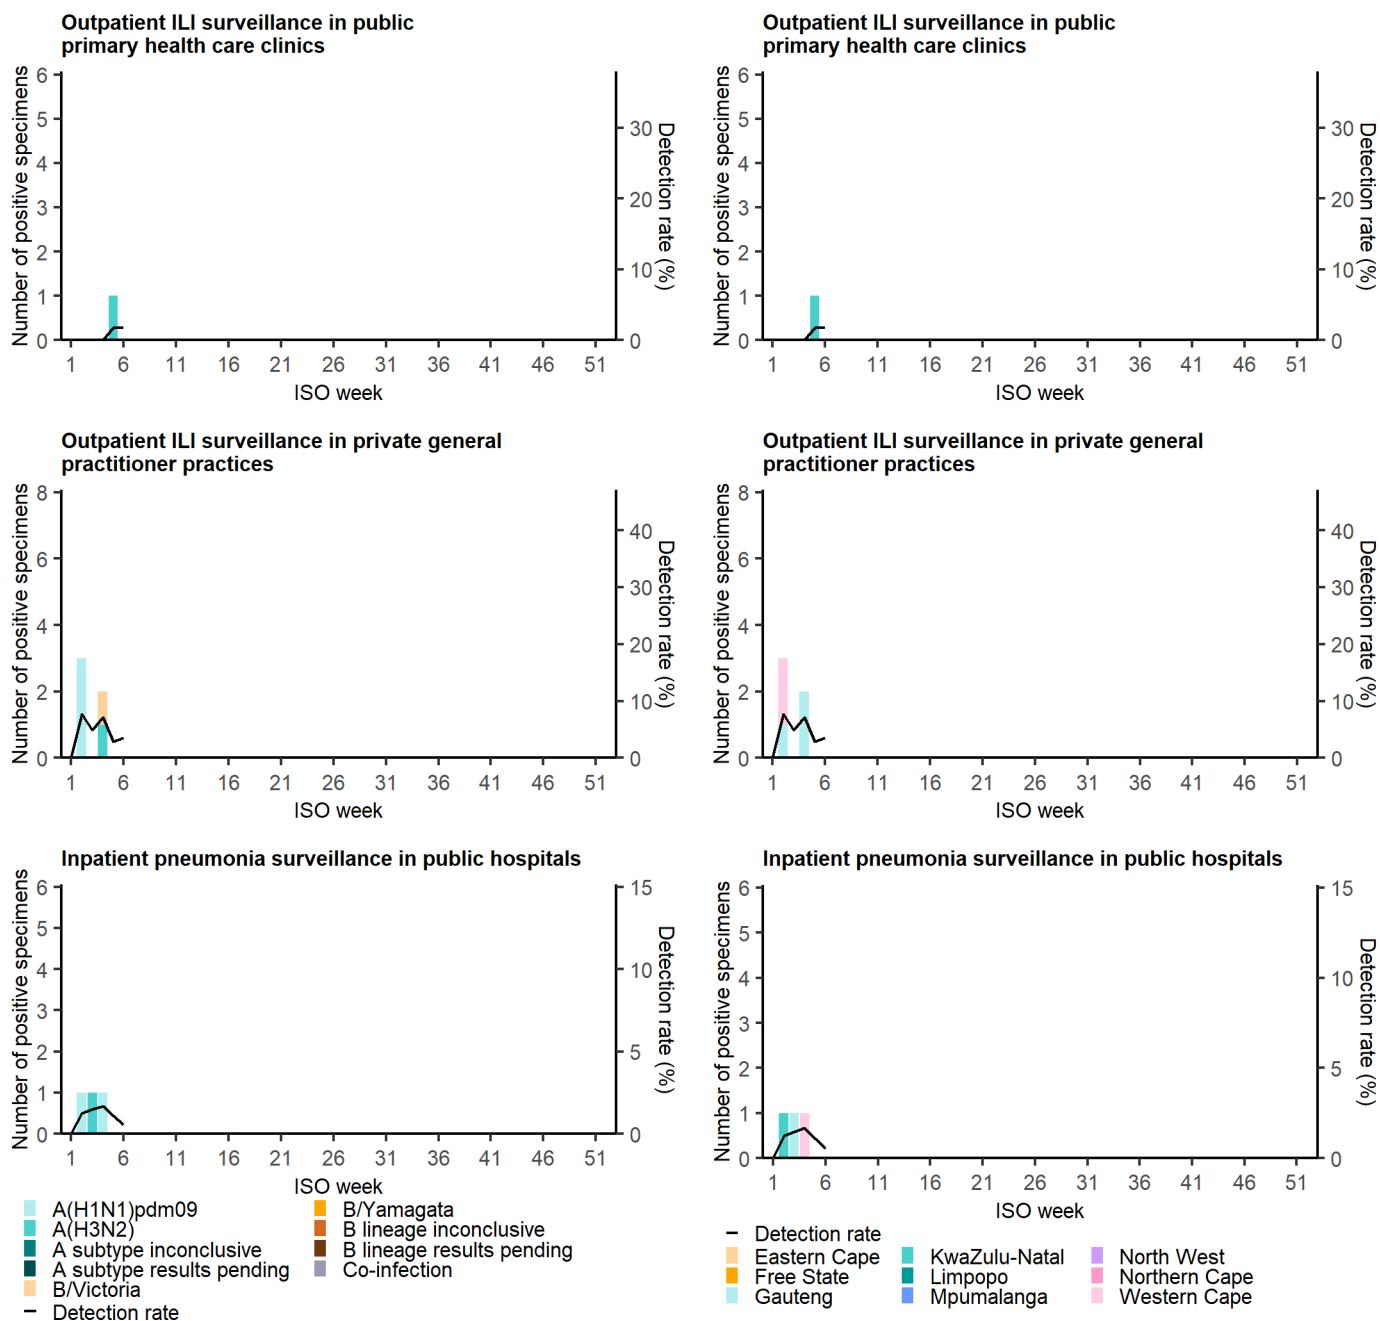 Outpatient ILI surveillance in public
primary health care clinics
Number of positive specimens
6
5
4
3
2
1
0
30
20
10
0
Detection rate (%)
1 6 11 16 21 26 31 36 41 46 51
ISO week
Outpatient ILI surveillance in public
primary health care clinics
Number of positive specimens
6
5
4
3
2
1
0
30
20
10
0
Detection rate (%)
1 6 11 16 21 26 31 36 41 46 51
ISO week
Outpatient ILI surveillance in private general
practitioner practices
Number of positive specimens
8
6
4
2
0
40
30
20
10
0
Detection rate (%)
1 6 11 16 21 26 31 36 41 46 51
ISO week
Outpatient ILI surveillance in private general
practitioner practices
Number of positive specimens
8
6
4
2
0
40
30
20
10
0
Detection rate (%)
1 6 11 16 21 26 31 36 41 46 51
ISO week
Inpatient pneumonia surveillance in public hospitals
Number of positive specimens
6
5
4
3
2
1
0
15
10
5
0
Detection rate (%)
1 6 11 16 21 26 31 36 41 46 51
ISO week
A(H1N1)pdm09
A(H3N2)
A subtype inconclusive
A subtype results pending
B/Victoria
Detection rate
B/Yamagata
B lineage inconclusive
B lineage results pending
Co-infection
Inpatient pneumonia surveillance in public hospitals
Number of positive specimens
6
5
4
3
2
1
0
15
10
5
0
Detection rate (%)
1 6 11 16 21 26 31 36 41 46 51
ISO week
Detection rate
Eastern Cape
Free State
Gauteng
KwaZulu-Natal
Limpopo
Mpumalanga
North West
Northern Cape
Western Cape